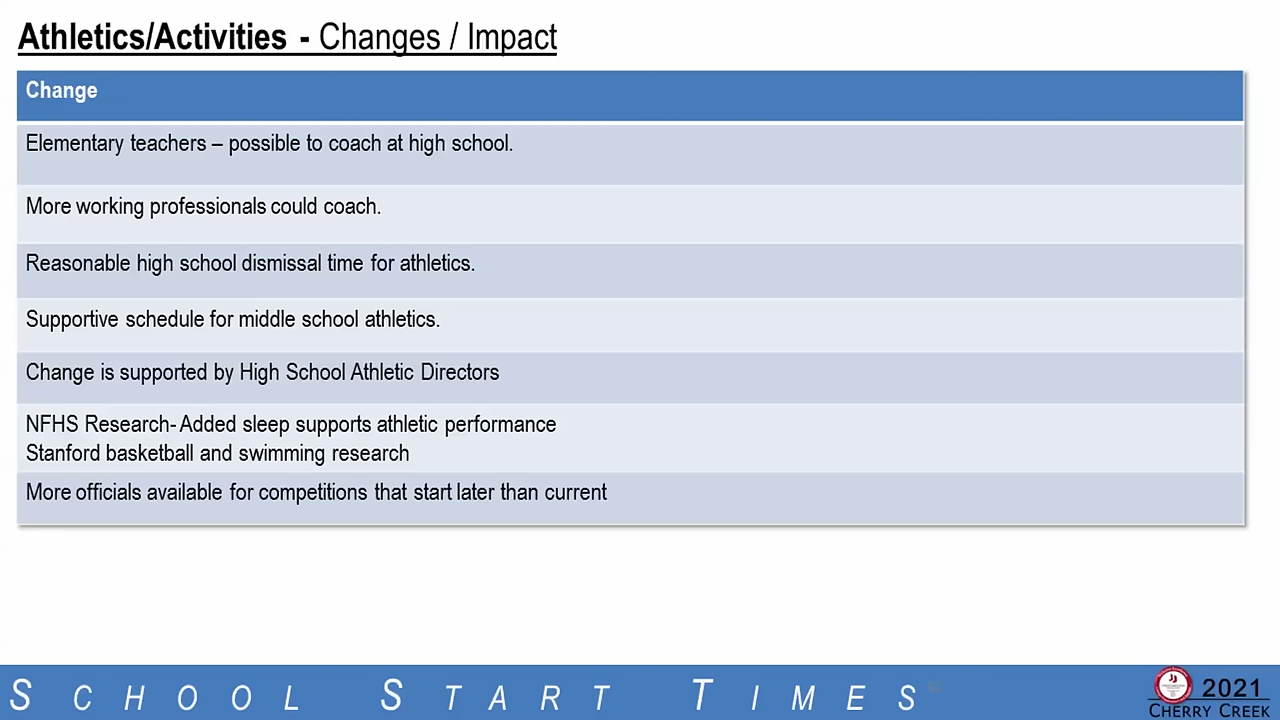 Athletics/Activities - Changes / Impact
Change
Elementary teachers – possible to coach at high school.
More working professionals could coach.
Reasonable high school dismissal time for athletics.
Supportive schedule for middle school athletics.
Change is supported by High School Athletic Directors
NFHS Research- Added sleep supports athletic performance
Stanford basketball and swimming research
More officials available for competitions that start later than current
SCHOOL START TIMES
2021
CHERRY CREEK